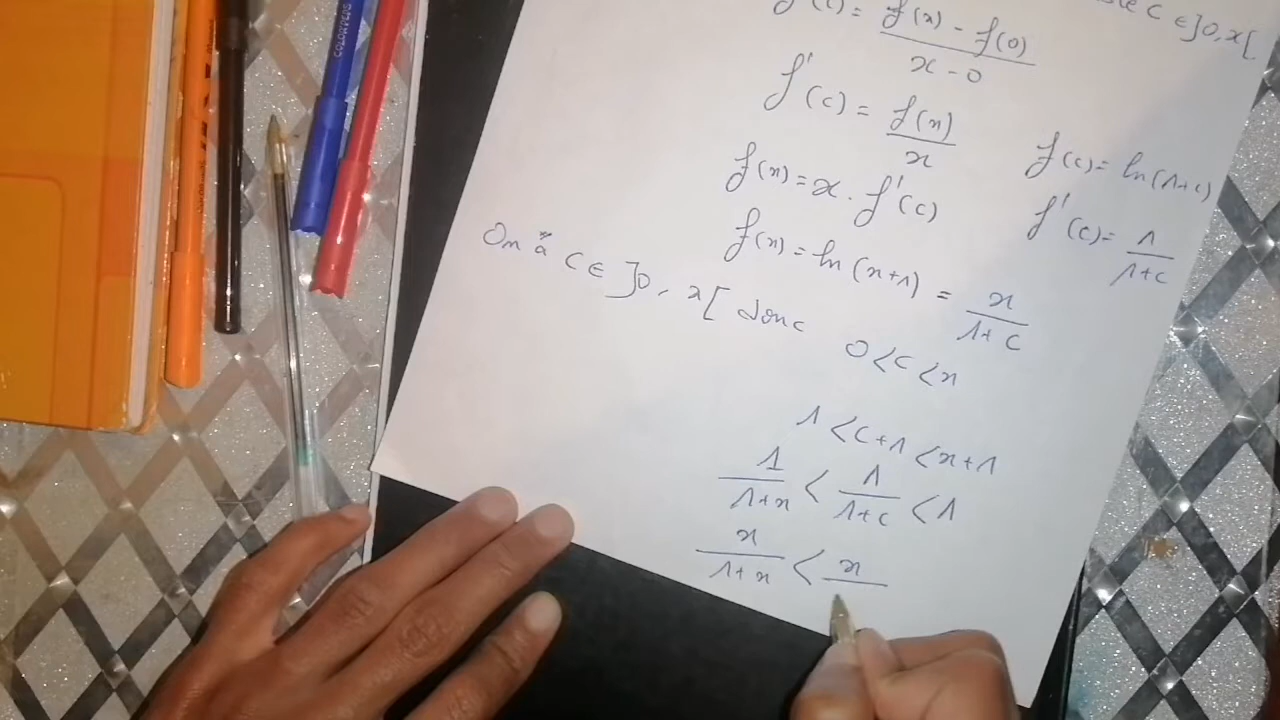 C ∈ ]0, x[.
f'(c) = f(x) - f(0) / x - 0
f'(c) = f(x) / x
f(c) = ln(1+c)
f(x) = x . f'(c)
f'(c) = 1 / 1+c
f(x) = ln(x+1) = x / 1+c
On a C ∈ ]0, x[ donc
0 < c < x
1 < c+1 < x+1
1 / 1+x < 1 / 1+c < 1
x / 1+x < x
COLORPENS